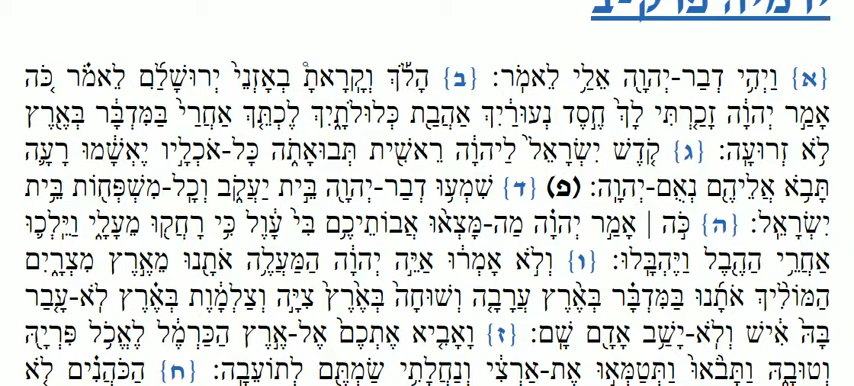 ירמיה פרק-ב
{א} וַיְהִי דְבַר-יְהוָה אֵלַי לֵאמֹר: {ב} הָלֹךְ וְקָרָאתָ בְאָזְנֵי יְרוּשָׁלִַם לֵאמֹר כֹּה
אָמַר יְהוָה זָכַרְתִּי לָךְ חֶסֶד נְעוּרַיִךְ אַהֲבַת כְּלוּלֹתָיִךְ לֶכְתֵּךְ אַחֲרַי בַּמִּדְבָּר בְּאֶרֶץ
לֹא זְרוּעָה: {ג} קֹדֶשׁ יִשְׂרָאֵל לַיהוָה רֵאשִׁית תְּבוּאָתֹה כָּל-אֹכְלָיו יֶאְשָׁמוּ רָעָה
תָּבֹא אֲלֵיהֶם נְאֻם-יְהוָה: (פ) {ד} שִׁמְעוּ דְבַר-יְהוָה בֵּית יַעֲקֹב וְכָל-מִשְׁפְּחוֹת בֵּית
יִשְׂרָאֵל: {ה} כֹּה | אָמַר יְהוָה מַה-מָּצְאוּ אֲבוֹתֵיכֶם בִּי עָוֶל כִּי רָחֲקוּ מֵעָלָי וַיֵּלְכוּ
אַחֲרֵי הַהֶבֶל וַיֶּהְבָּלוּ: {ו} וְלֹא אָמְרוּ אַיֵּה יְהוָה הַמַּעֲלֶה אֹתָנוּ מֵאֶרֶץ מִצְרָיִם
הַמּוֹלִיךְ אֹתָנוּ בַּמִּדְבָּר בְּאֶרֶץ עֲרָבָה וְשׁוּחָה בְּאֶרֶץ צִיָּה וְצַלְמָוֶת בְּאֶרֶץ לֹא-עָבַר
בָּהּ אִישׁ וְלֹא-יָשַׁב אָדָם שָׁם: {ז} וָאָבִיא אֶתְכֶם אֶל-אֶרֶץ הַכַּרְמֶל לֶאֱכֹל פִּרְיָהּ
וְטוּבָהּ וַתָּבֹאוּ וַתְּטַמְּאוּ אֶת-אַרְצִי וְנַחֲלָתִי שַׂמְתֶּם לְתוֹעֵבָה: {ח} הַכֹּהֲנִים לֹא